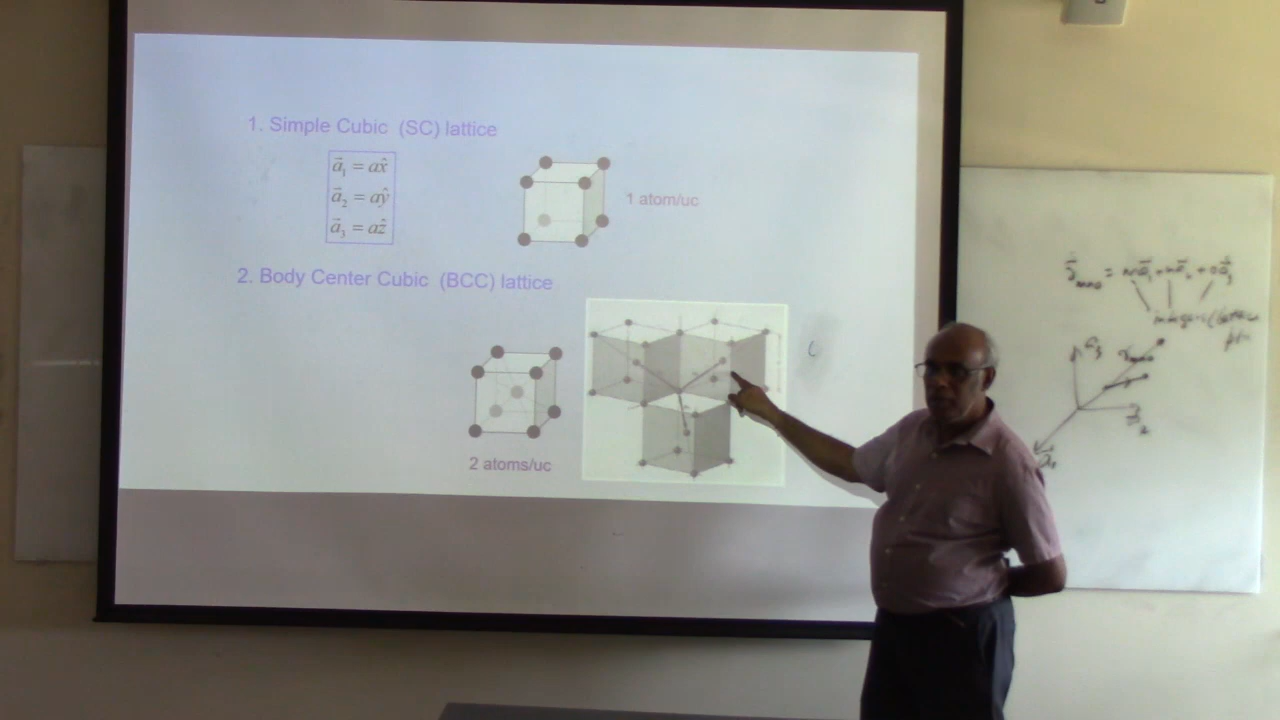 1. Simple Cubic (SC) lattice
a⃗₁ = ax̂
a⃗₂ = aŷ
a⃗₃ = aẑ
1 atom/uc
2. Body Center Cubic (BCC) lattice
2 atoms/uc
a₃